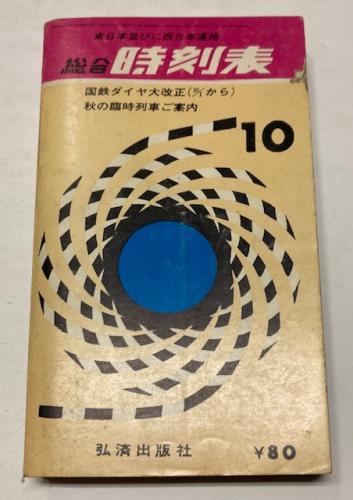 東日本並びに西日本連絡
総合 時刻表
国鉄ダイヤ大改正(10/1から)
秋の臨時列車ご案内
10
弘済出版社 ¥80